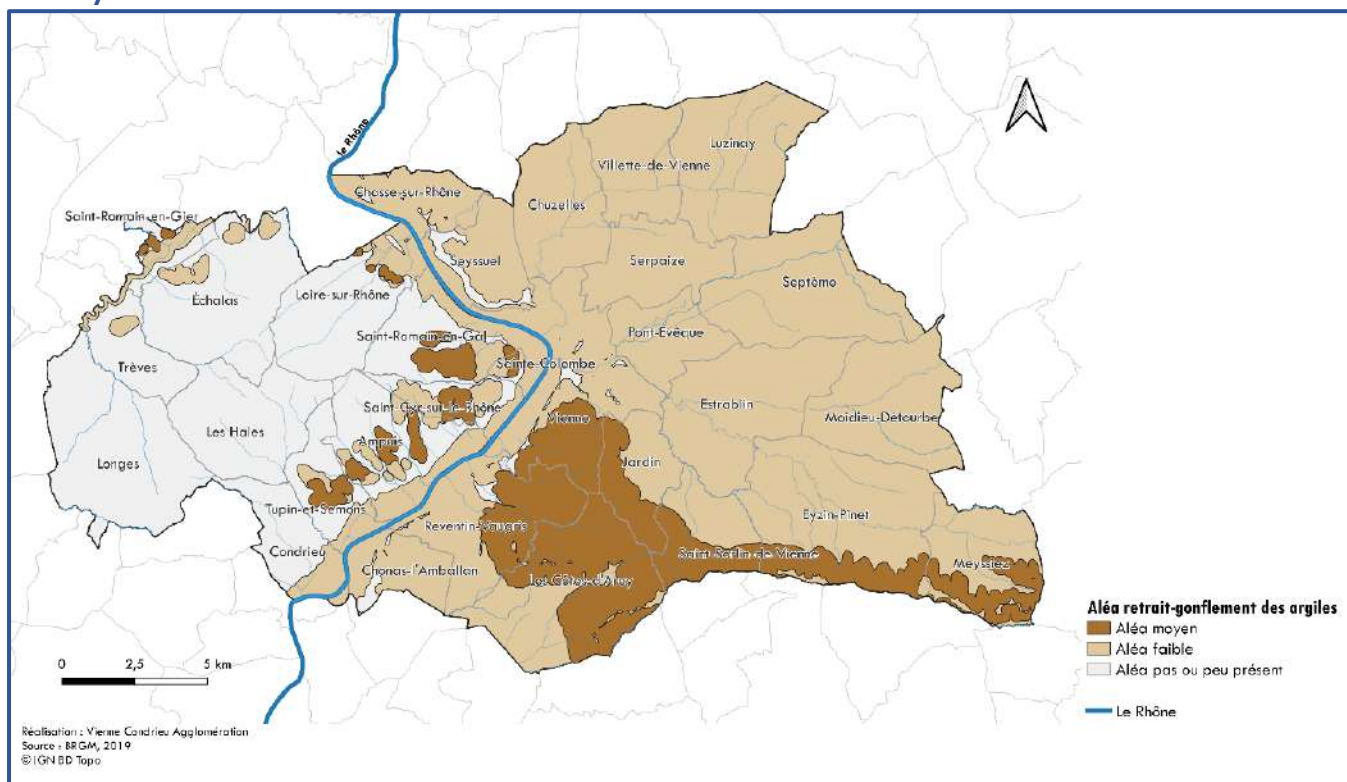 le Rhône
Luzinay
Villette-de-Vienne
Chasse-sur-Rhône
Chuzelles
Saint-Romain-en-Gier
Seyssuel
Serpaize
Septème
Échalas
Loire-sur-Rhône
Pont-Évêque
Saint-Romain-en-Gal
Sainte-Colombe
Trèves
Estrablin
Saint-Cyr-sur-le-Rhône
Moidieu-Détourbe
Vienne
Les Haies
Ampuis
Jardin
Longes
Tupin-et-Semons
Eyzin-Pinet
Reventin-Vaugris
Condrieu
Saint-Sorlin-de-Vienne
Meyssiez
Chonas-l'Amballan
Les Côtes-d'Arey
Aléa retrait-gonflement des argiles
Aléa moyen
Aléa faible
Aléa pas ou peu présent
Le Rhône
0 2,5 5 km
Réalisation : Vienne Condrieu Agglomération
Source : BRGM, 2019
© IGN BD Topo